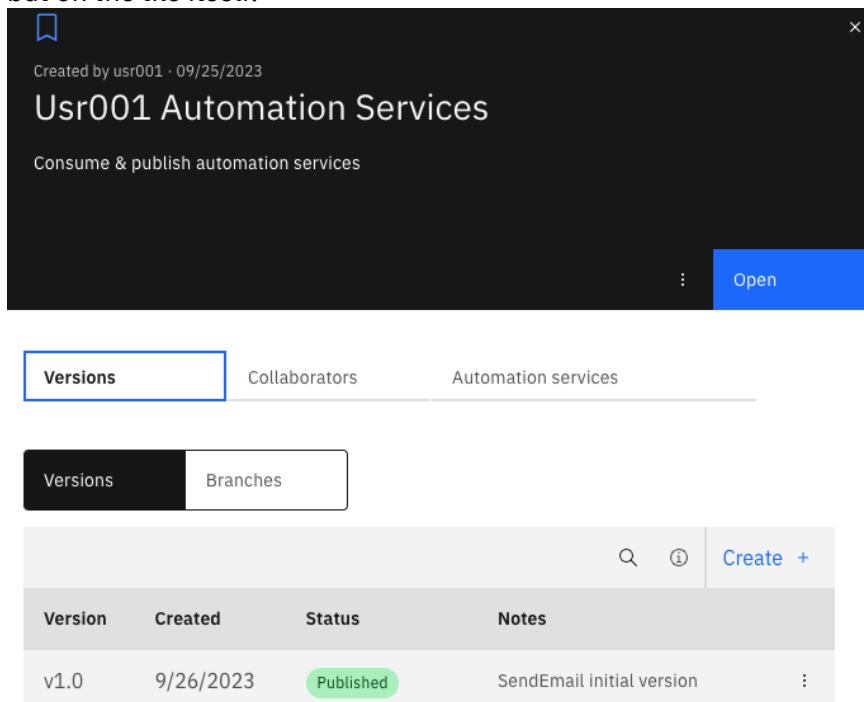 Created by usr001 · 09/25/2023
Usr001 Automation Services
Consume & publish automation services
Open
Versions Collaborators Automation services
Versions Branches
Create +
Version Created Status Notes
v1.0 9/26/2023 Published SendEmail initial version